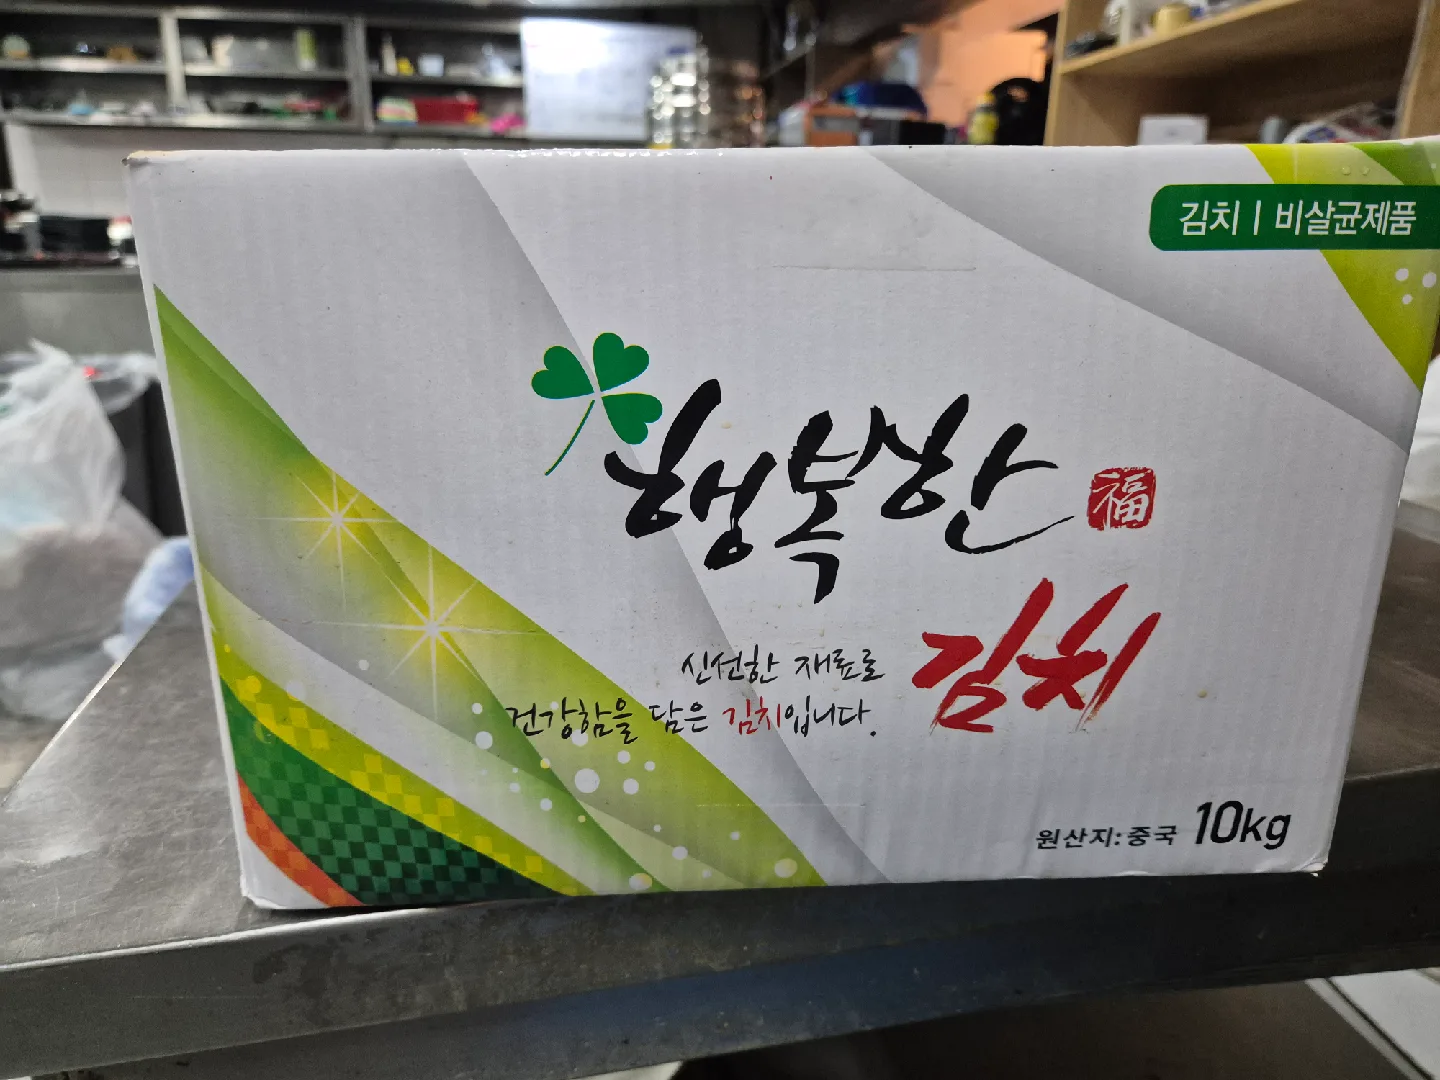 김치 | 비살균제품
행복한
福
김치
신선한 재료로
건강함을 담은 김치입니다.
원산지: 중국 10kg